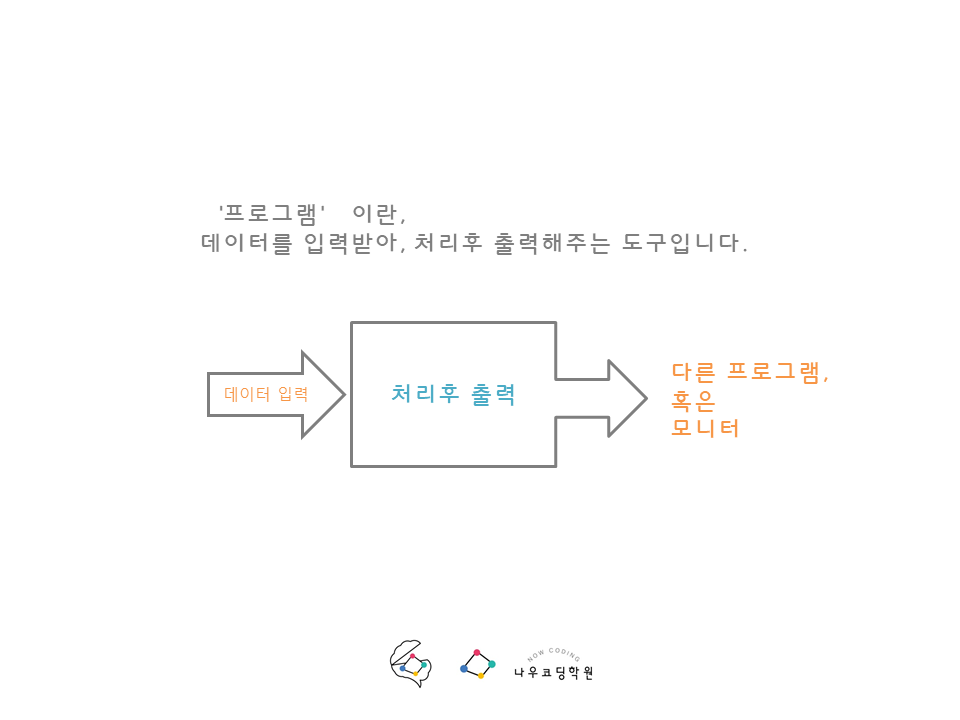 '프로그램' 이란,
데이터를 입력받아, 처리후 출력해주는 도구입니다.
데이터 입력
처리후 출력
다른 프로그램,
혹은
모니터
NOW CODING
나우코딩학원